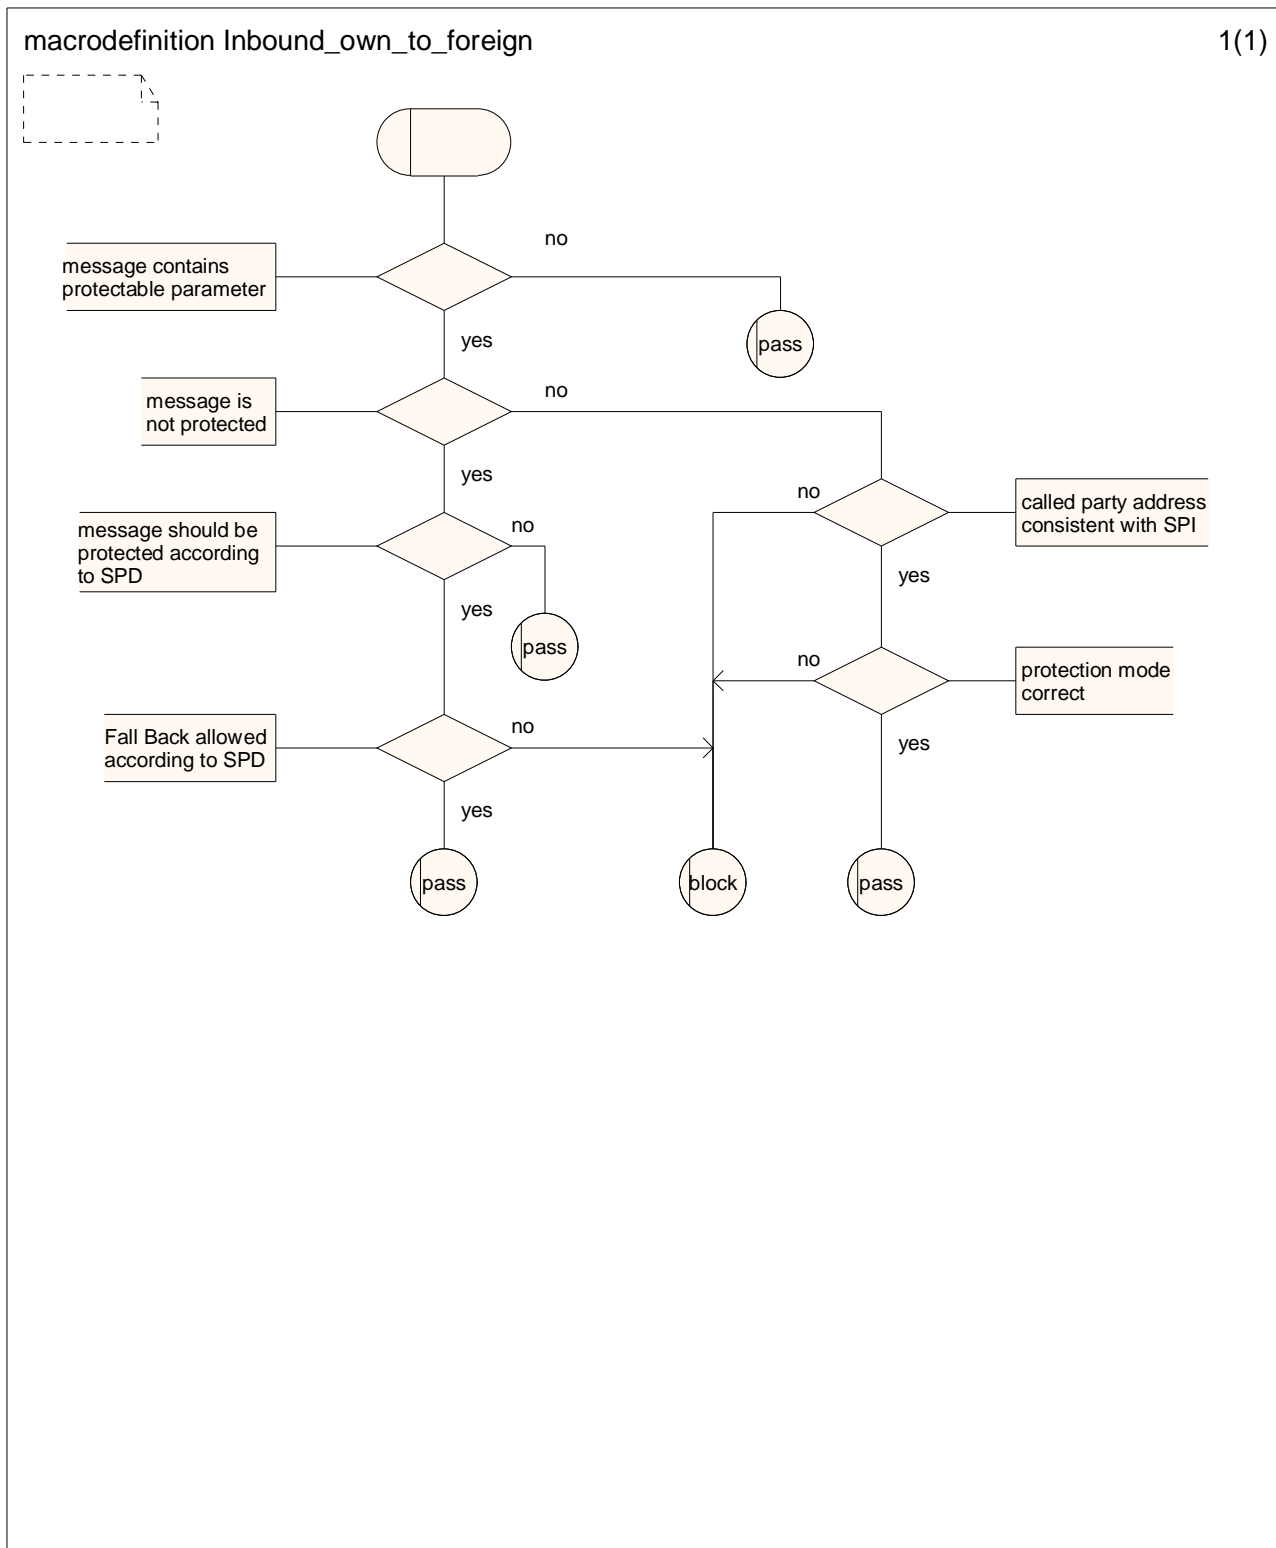 macrodefinition Inbound_own_to_foreign
1(1)
no
message contains
protectable parameter
pass
yes
no
message is
not protected
yes
no
called party address
consistent with SPI
message should be
protected according
to SPD
no
yes
yes
pass
no
protection mode
correct
Fall Back allowed
according to SPD
no
yes
yes
pass
block
pass